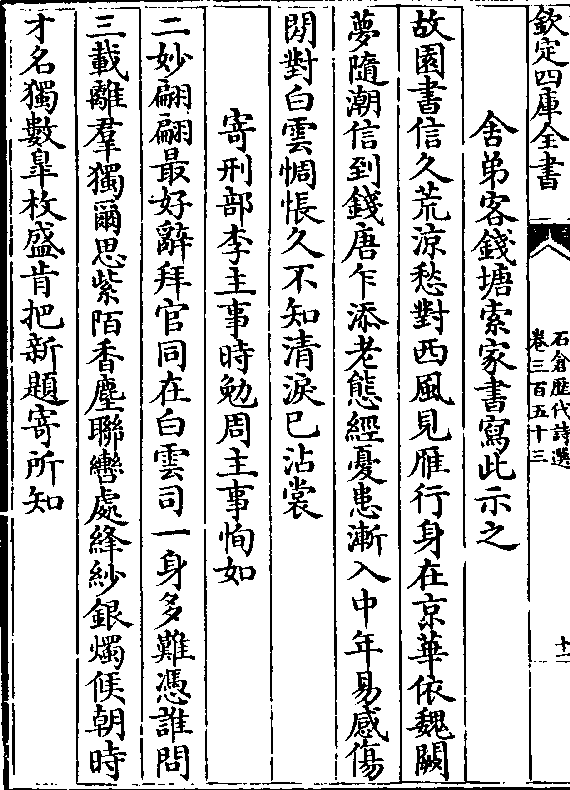 欽定四庫全書
石倉歷代詩選
卷三百五十三
十二
舍弟客錢塘索家書寫此示之
故園書信久荒涼愁對西風見雁行身在京華依魏闕
夢隨潮信到錢唐乍添老態經憂患漸入中年易感傷
閉對白雲惆悵久不知清淚已沾裳
寄刑部李主事時勉周主事恂如
二妙翩翩最好辭拜官同在白雲司一身多難憑誰問
三載離羣獨爾思紫陌香塵聯轡處絳紗銀燭候朝時
才名獨數臯枚盛肯把新題寄所知